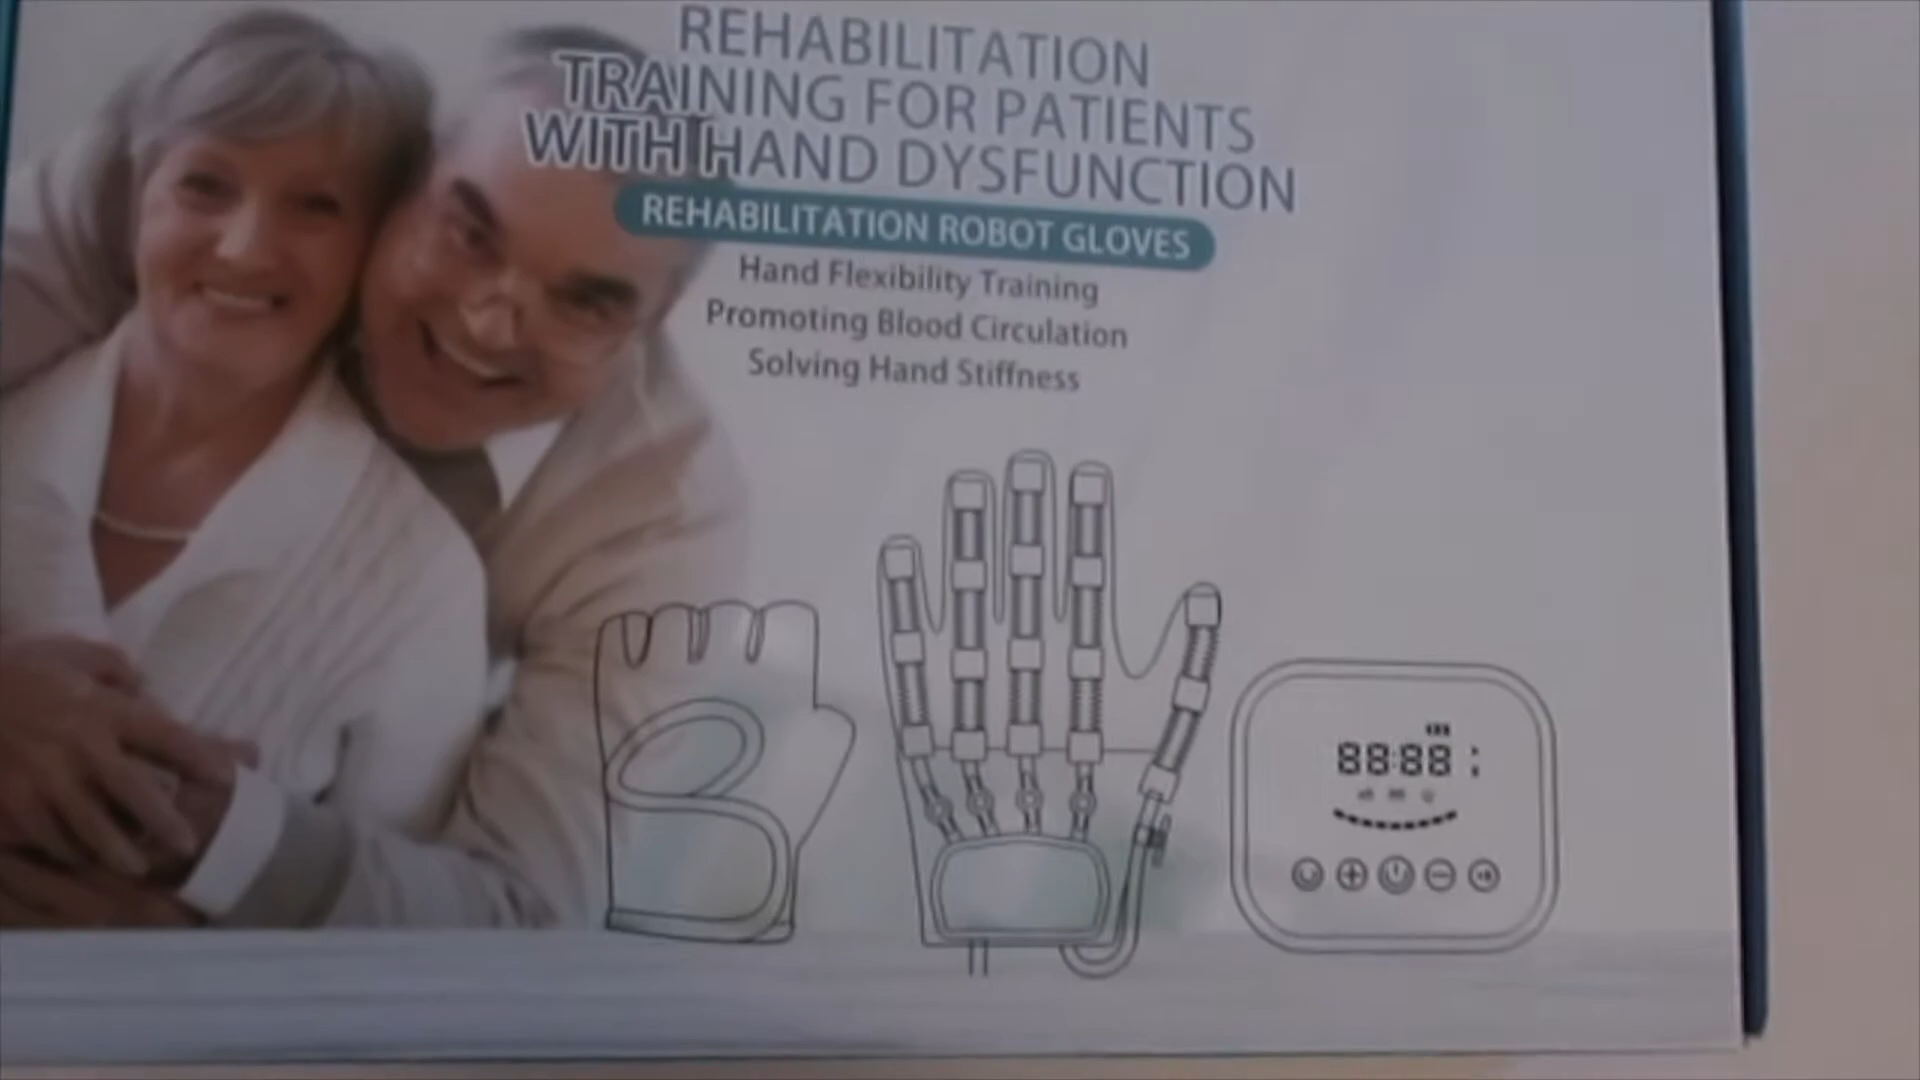 REHABILITATION
TRAINING FOR PATIENTS
WITH HAND DYSFUNCTION
REHABILITATION ROBOT GLOVES
Hand Flexibility Training
Promoting Blood Circulation
Solving Hand Stiffness
88:88